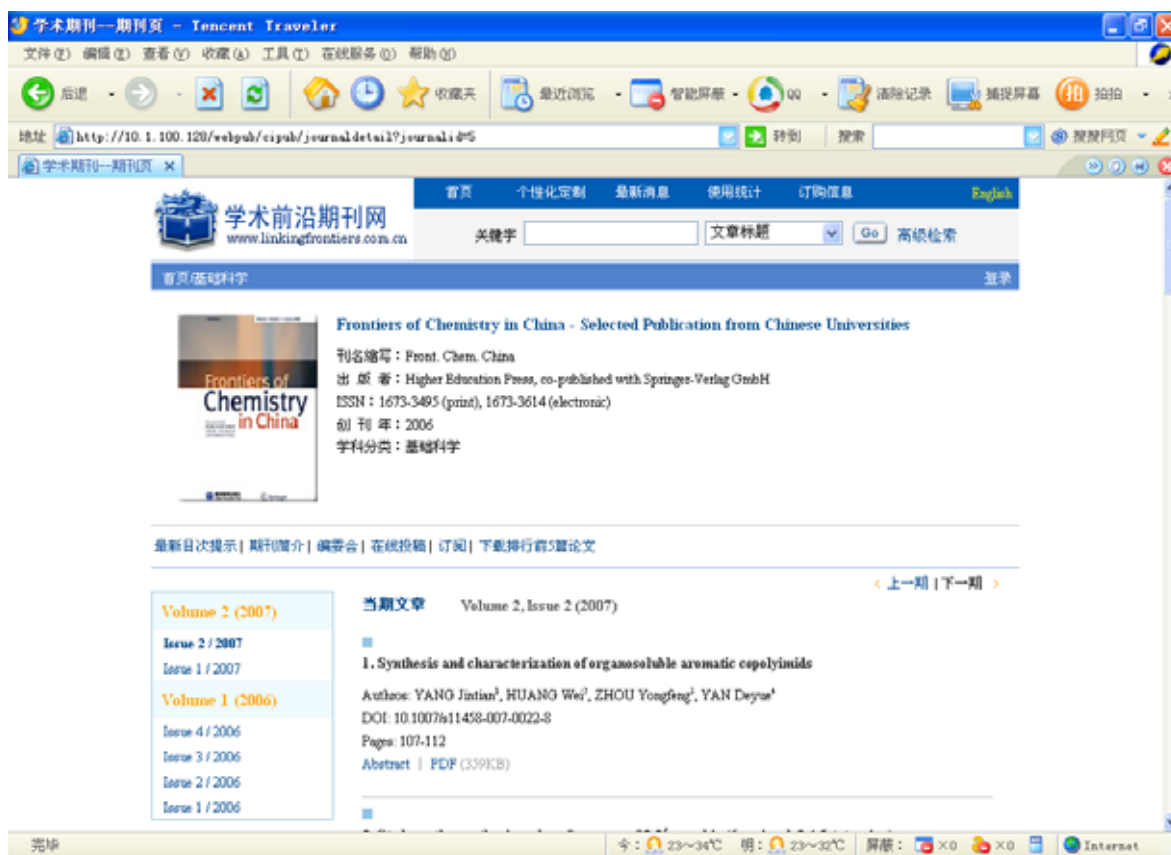 学术期刊--期刊页 - Tencent Traveler
文件(F) 编辑(E) 查看(V) 收藏(A) 工具(T) 在线服务(O) 帮助(H)
后退 收藏夹 最近浏览 智能屏蔽 QQ 清除记录 捕捉屏幕 拍拍
地址 http://10.1.100.120/webpub/cipub/journaldetail?journalid=5 转到 搜索 搜搜网页
学术期刊--期刊页
首页 个性化定制 最新消息 使用统计 订购信息 English
学术前沿期刊网
www.linkingfrontiers.com.cn
关键字 文章标题 Go 高级检索
首页/基础科学 登录
Frontiers of Chemistry in China
Frontiers of Chemistry in China - Selected Publication from Chinese Universities
刊名缩写：Front. Chem. China
出 版 者：Higher Education Press, co-published with Springer-Verlag GmbH
ISSN：1673-3495 (print), 1673-3614 (electronic)
创 刊 年：2006
学科分类：基础科学
最新目次提示| 期刊简介| 编委会| 在线投稿| 订阅| 下载排行前5篇论文
< 上一期 | 下一期 >
Volume 2 (2007)
Issue 2 / 2007
Issue 1 / 2007
Volume 1 (2006)
Issue 4 / 2006
Issue 3 / 2006
Issue 2 / 2006
Issue 1 / 2006
当期文章 Volume 2, Issue 2 (2007)
1. Synthesis and characterization of organosoluble aromatic copolyimids
Authros: YANG Jintian, HUANG Wei, ZHOU Yongfeng, YAN Deyue
DOI: 10.1007/s11458-007-0022-8
Pages: 107-112
Abstract | PDF (359KB)
完毕 今：23～34℃ 明：23～32℃ 屏蔽：×0 ×0 Internet